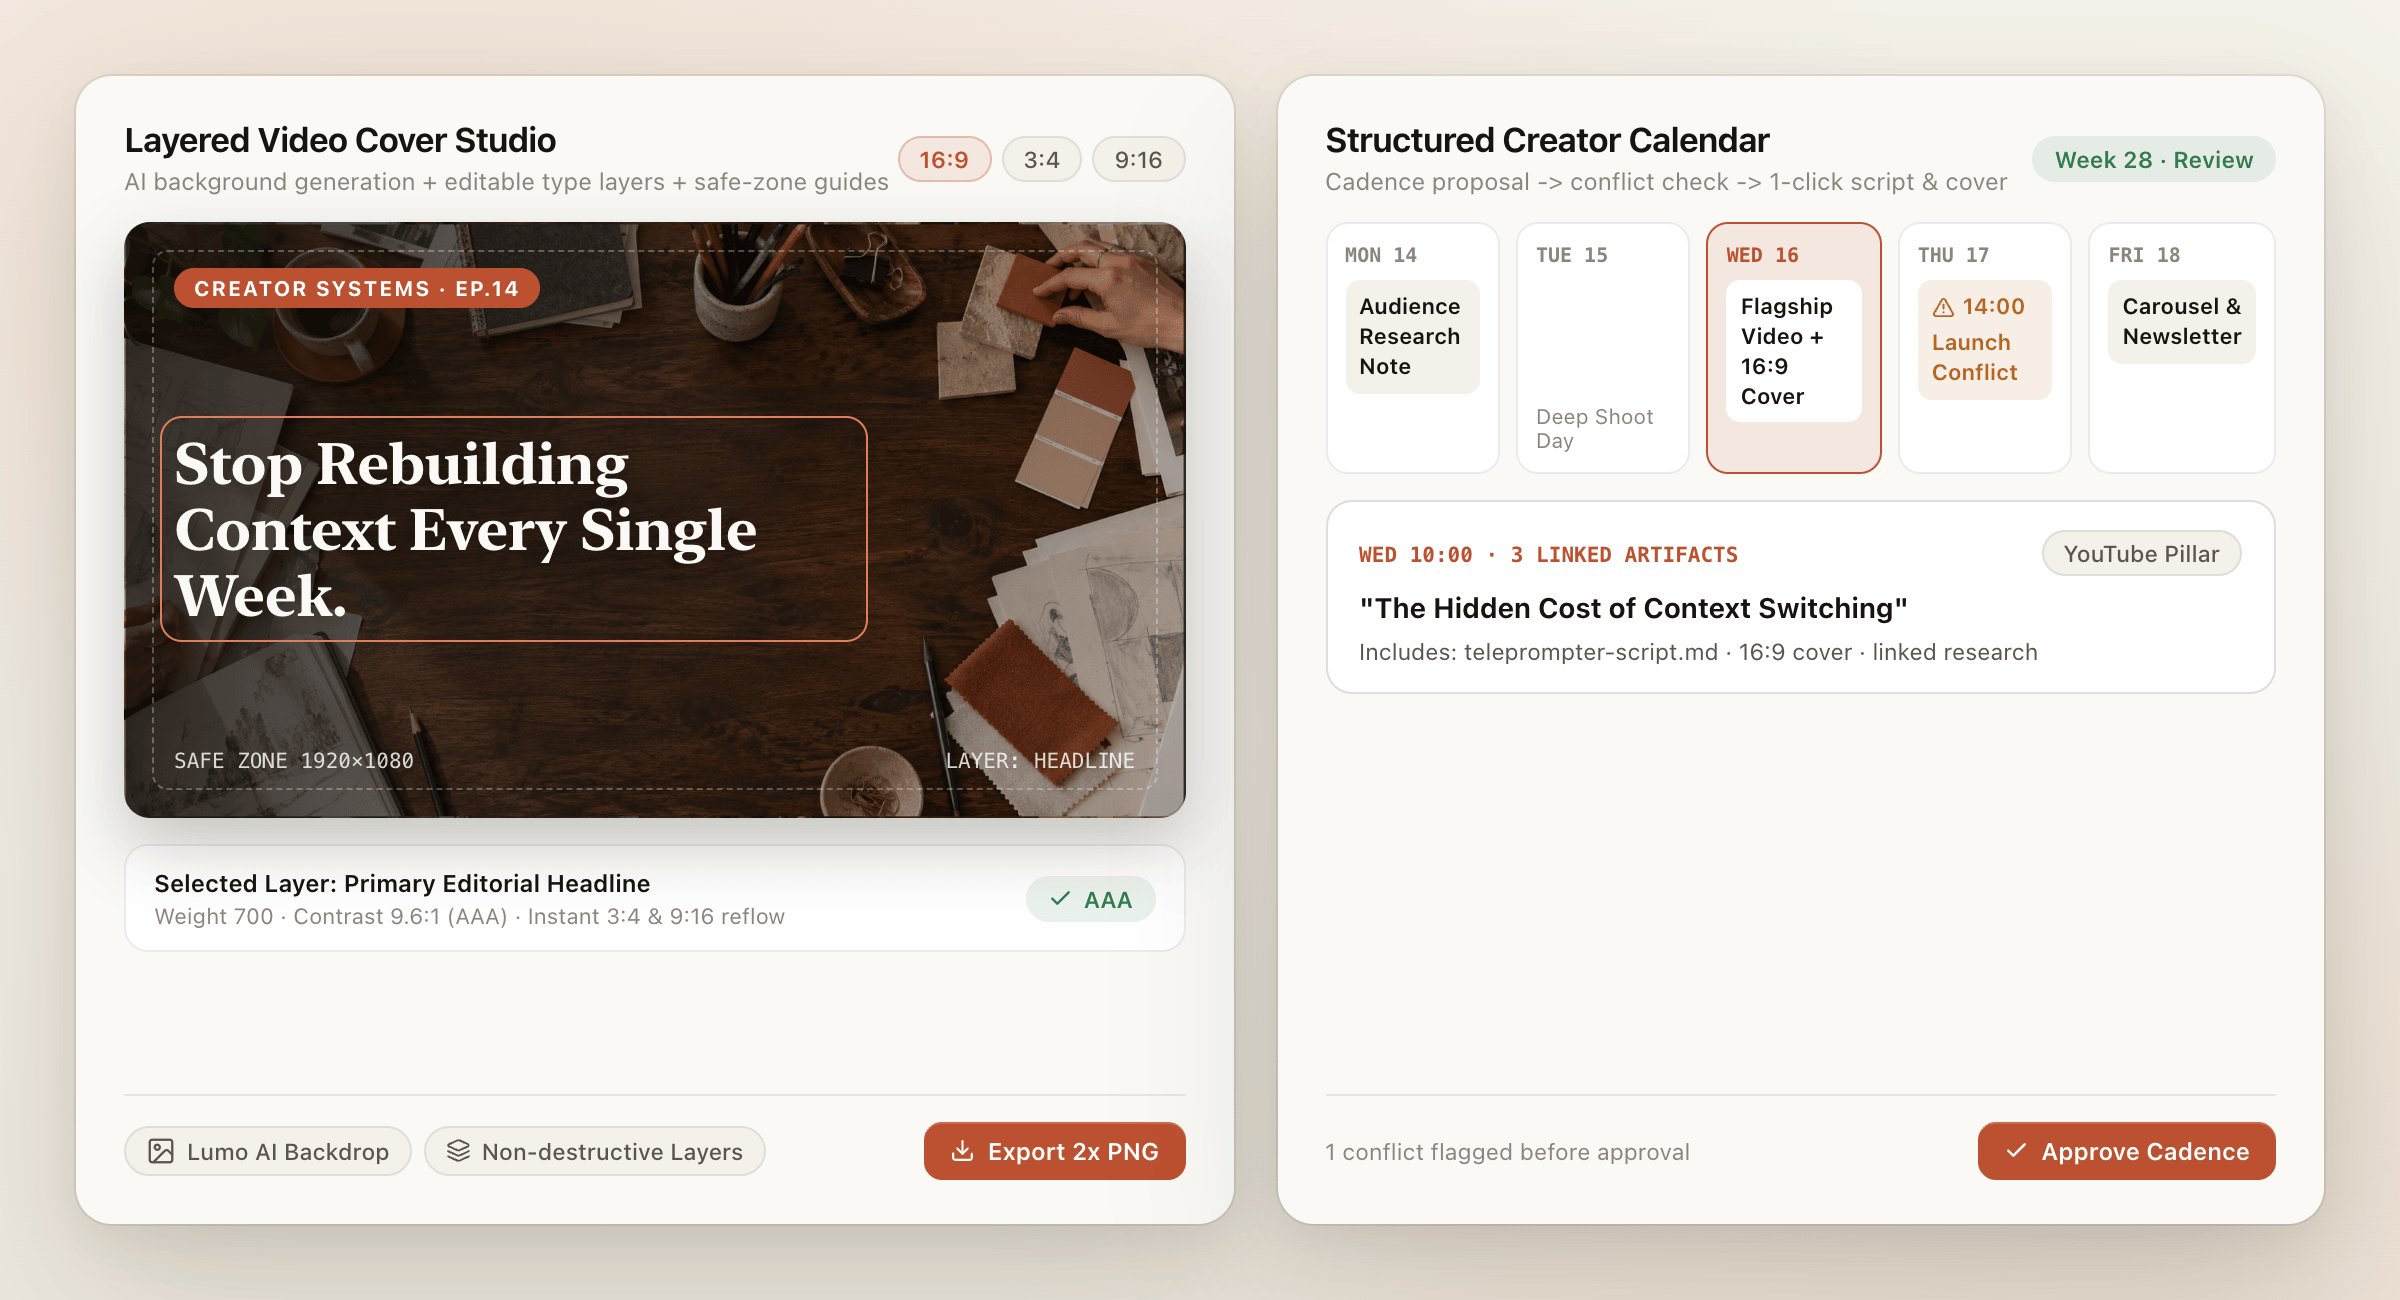 Layered Video Cover Studio
AI background generation + editable type layers + safe-zone guides
16:9
3:4
9:16
CREATOR SYSTEMS · EP.14
Stop Rebuilding
Context Every Single
Week.
SAFE ZONE 1920×1080
LAYER: HEADLINE
Selected Layer: Primary Editorial Headline
Weight 700 · Contrast 9.6:1 (AAA) · Instant 3:4 & 9:16 reflow
AAA
Lumo AI Backdrop
Non-destructive Layers
Export 2x PNG
Structured Creator Calendar
Cadence proposal -> conflict check -> 1-click script & cover
Week 28 · Review
MON 14
Audience
Research
Note
TUE 15
Deep Shoot
Day
WED 16
Flagship
Video +
16:9
Cover
THU 17
14:00
Launch
Conflict
FRI 18
Carousel &
Newsletter
WED 10:00 · 3 LINKED ARTIFACTS
YouTube Pillar
"The Hidden Cost of Context Switching"
Includes: teleprompter-script.md · 16:9 cover · linked research
1 conflict flagged before approval
Approve Cadence